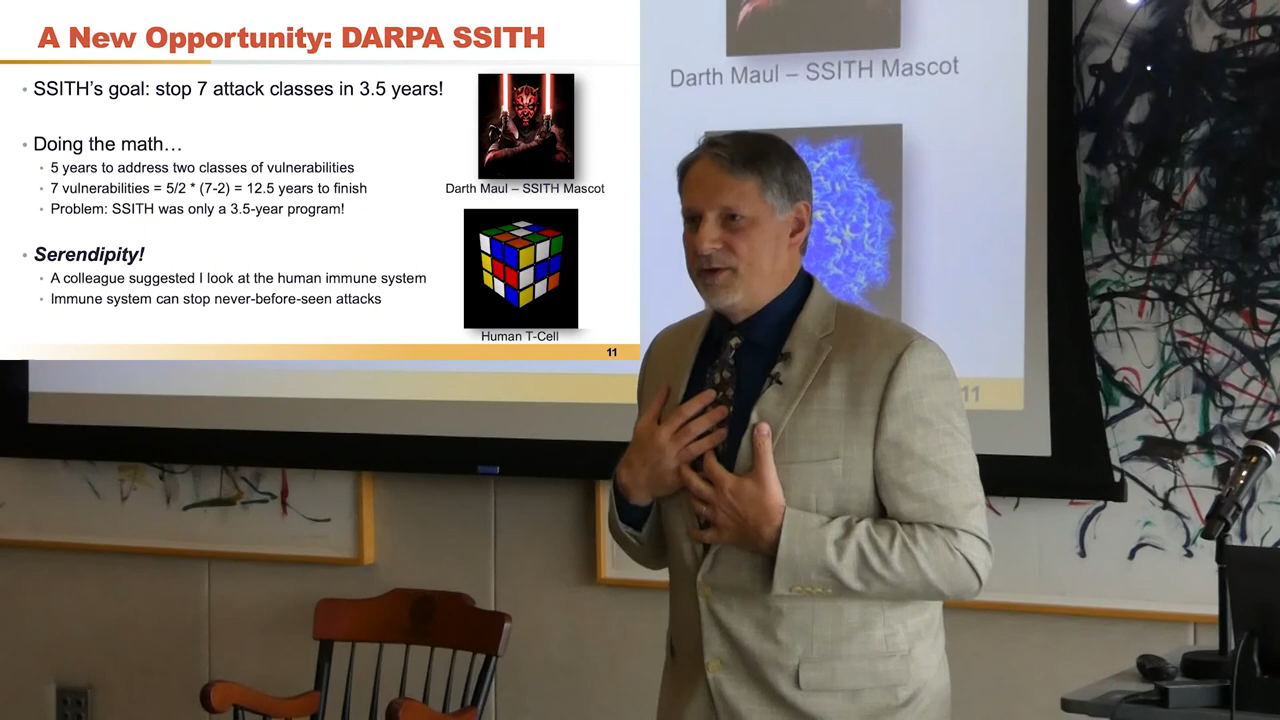 A New Opportunity: DARPA SSITH
• SSITH's goal: stop 7 attack classes in 3.5 years!
• Doing the math…
• 5 years to address two classes of vulnerabilities
• 7 vulnerabilities = 5/2 * (7-2) = 12.5 years to finish
• Problem: SSITH was only a 3.5-year program!
• Serendipity!
• A colleague suggested I look at the human immune system
• Immune system can stop never-before-seen attacks
Darth Maul – SSITH Mascot
Human T-Cell
11
Darth Maul – SSITH Mascot
11